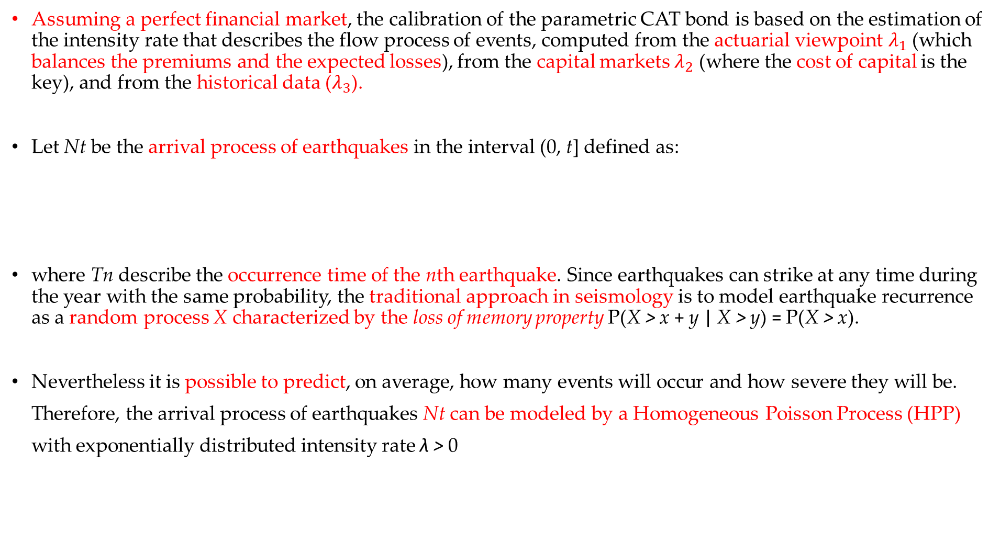 • Assuming a perfect financial market, the calibration of the parametric CAT bond is based on the estimation of
the intensity rate that describes the flow process of events, computed from the actuarial viewpoint λ₁ (which
balances the premiums and the expected losses), from the capital markets λ₂ (where the cost of capital is the
key), and from the historical data (λ₃).
• Let Nt be the arrival process of earthquakes in the interval (0, t] defined as:
• where Tn describe the occurrence time of the nth earthquake. Since earthquakes can strike at any time during
the year with the same probability, the traditional approach in seismology is to model earthquake recurrence
as a random process X characterized by the loss of memory property P(X > x + y | X > y) = P(X > x).
• Nevertheless it is possible to predict, on average, how many events will occur and how severe they will be.
Therefore, the arrival process of earthquakes Nt can be modeled by a Homogeneous Poisson Process (HPP)
with exponentially distributed intensity rate λ > 0